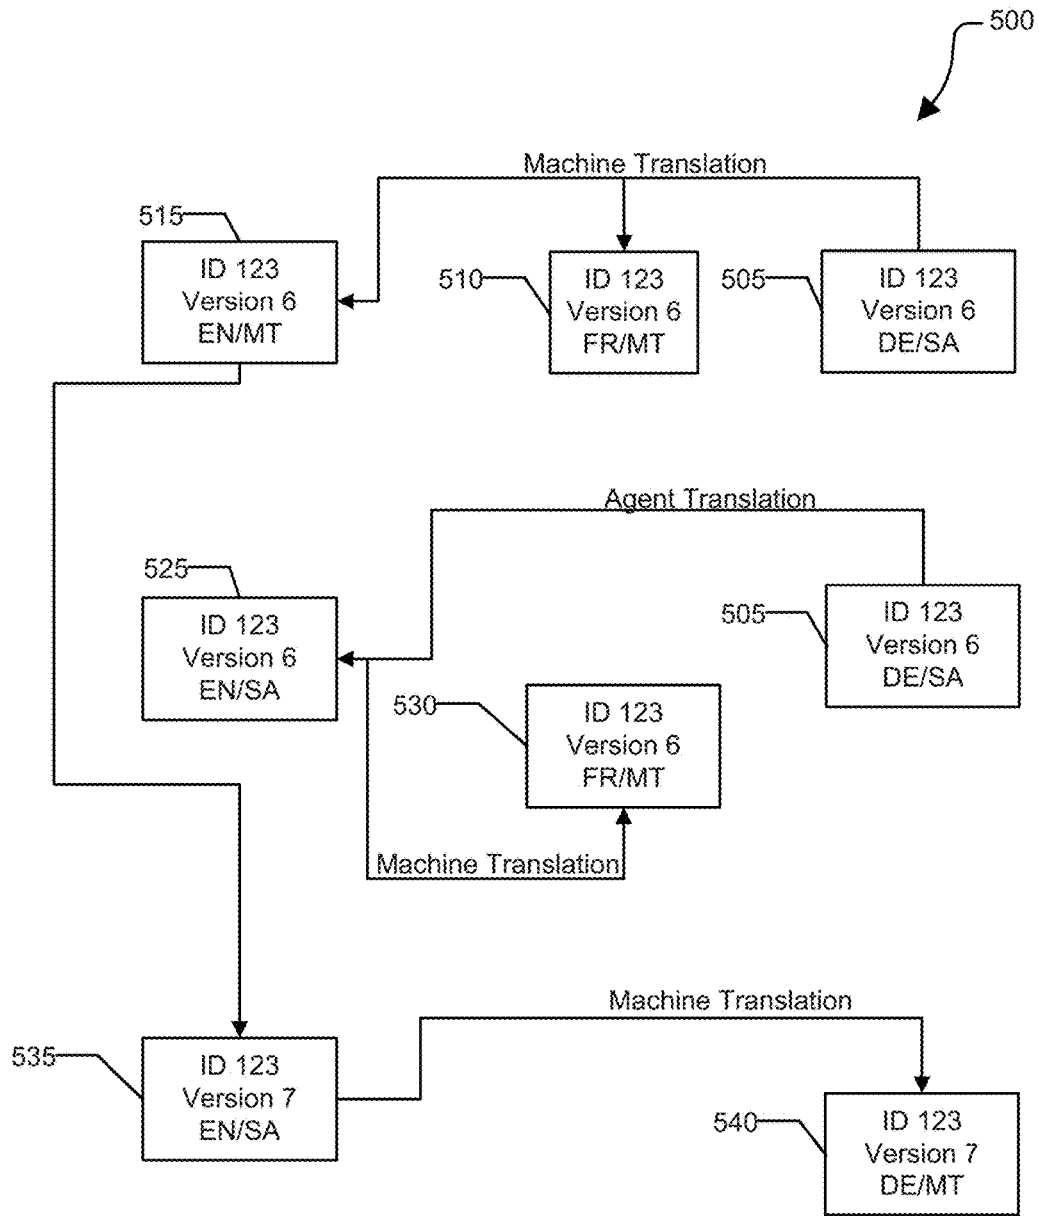 500
Machine Translation
515
ID 123
Version 6
EN/MT
510
ID 123
Version 6
FR/MT
505
ID 123
Version 6
DE/SA
Agent Translation
525
ID 123
Version 6
EN/SA
505
ID 123
Version 6
DE/SA
530
ID 123
Version 6
FR/MT
Machine Translation
Machine Translation
535
ID 123
Version 7
EN/SA
540
ID 123
Version 7
DE/MT